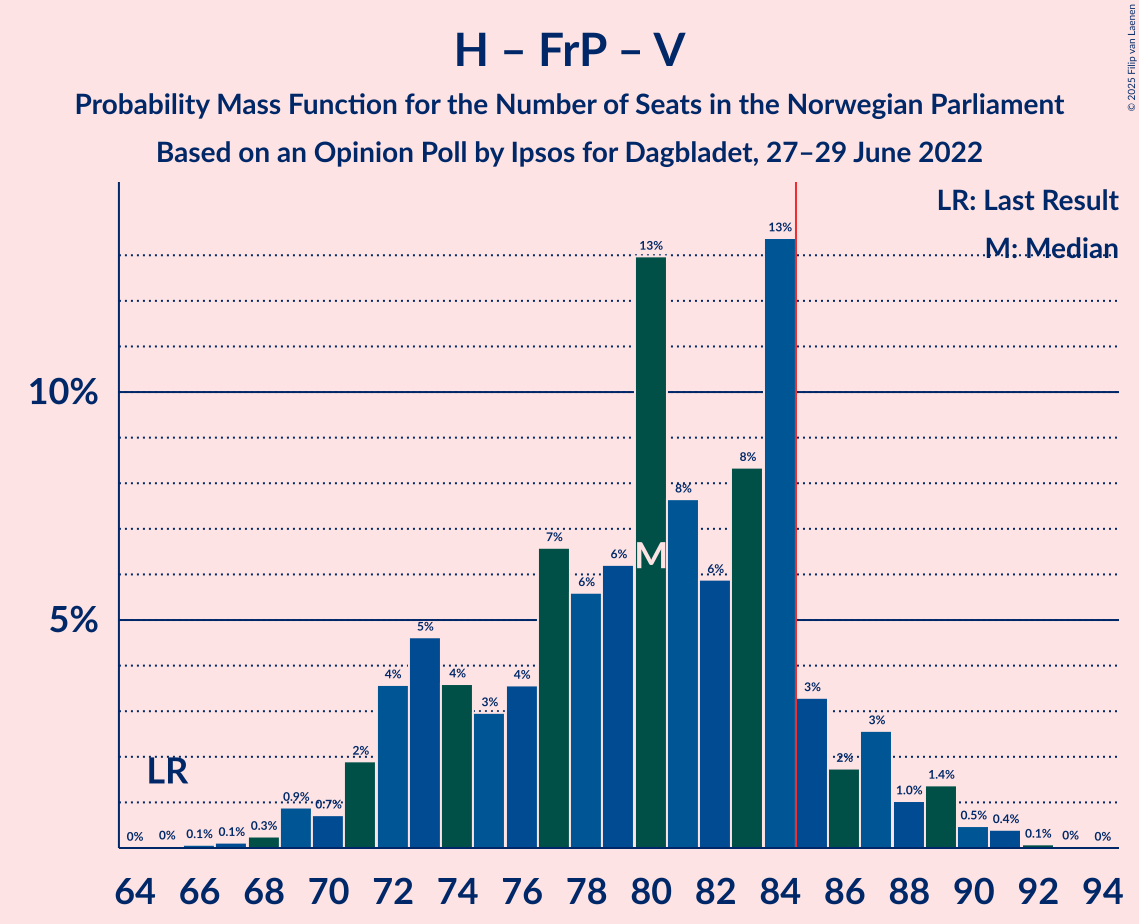 H – FrP – V
Probability Mass Function for the Number of Seats in the Norwegian Parliament
Based on an Opinion Poll by Ipsos for Dagbladet, 27–29 June 2022
© 2025 Filip van Laenen
LR: Last Result
M: Median
10%
5%
LR
M
0% 0% 0.1% 0.1% 0.3% 0.9% 0.7% 2% 4% 5% 4% 3% 4% 7% 6% 6% 13% 8% 6% 8% 13% 3% 2% 3% 1.0% 1.4% 0.5% 0.4% 0.1% 0% 0%
64 66 68 70 72 74 76 78 80 82 84 86 88 90 92 94